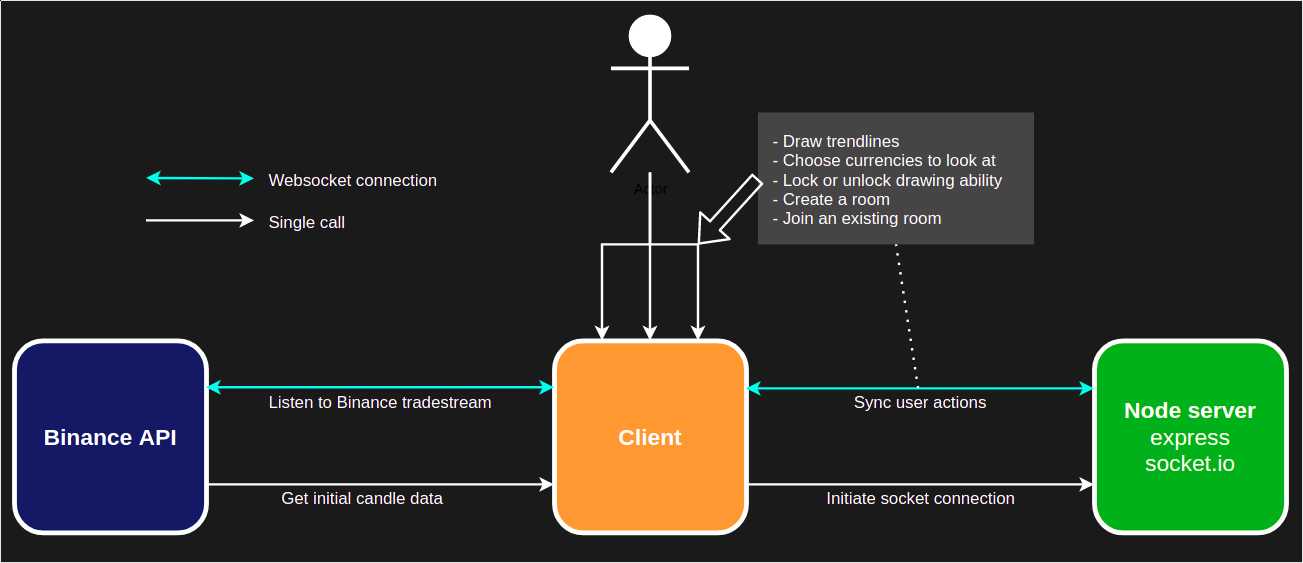 - Draw trendlines
- Choose currencies to look at
- Lock or unlock drawing ability
- Create a room
- Join an existing room
Websocket connection
Single call
Actor
Binance API
Listen to Binance tradestream
Get initial candle data
Client
Sync user actions
Initiate socket connection
Node server
express
socket.io